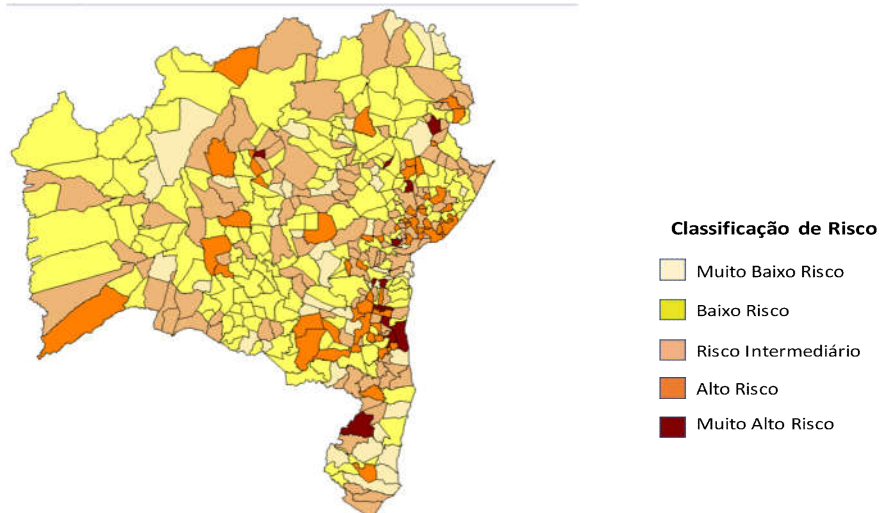 Classificação de Risco
Muito Baixo Risco
Baixo Risco
Risco Intermediário
Alto Risco
Muito Alto Risco